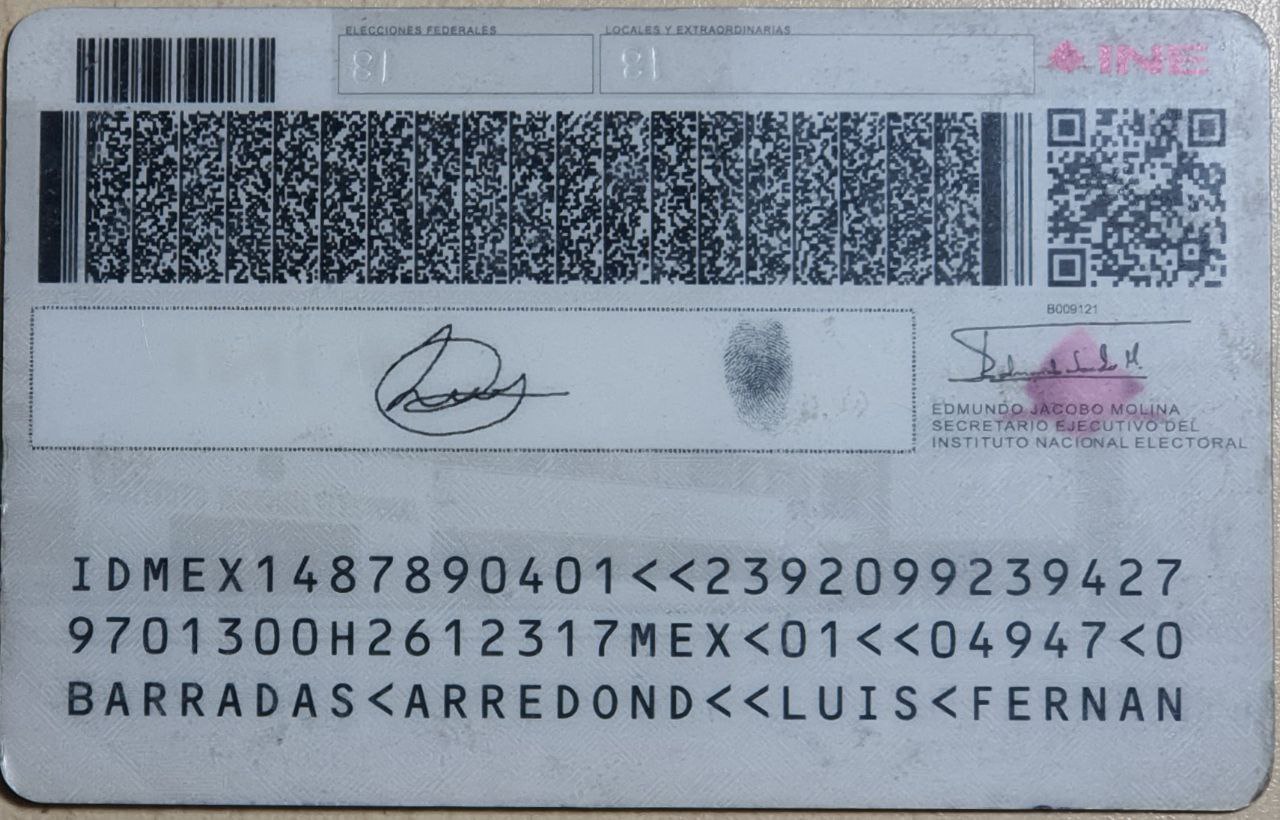 ELECCIONES FEDERALES
LOCALES Y EXTRAORDINARIAS
INE
B009121
EDMUNDO JACOBO MOLINA
SECRETARIO EJECUTIVO DEL
INSTITUTO NACIONAL ELECTORAL
IDMEX1487890401<<2392099239427
9701300H2612317MEX<01<<04947<0
BARRADAS<ARREDOND<<LUIS<FERNAN